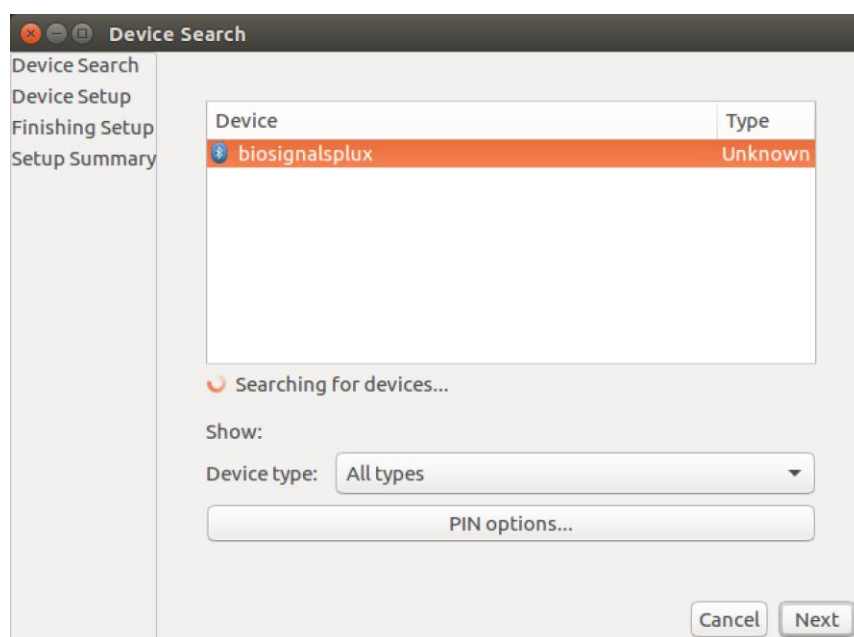 Device Search
Device Search
Device Setup
Finishing Setup
Setup Summary
Device Type
biosignalsplux Unknown
Searching for devices...
Show:
Device type: All types
PIN options...
Cancel Next